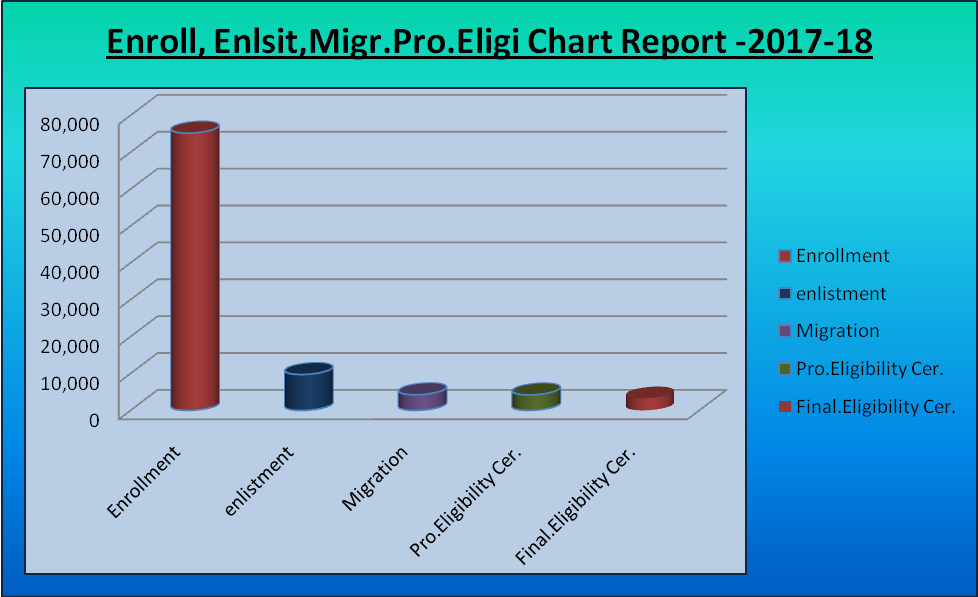 Enroll, Enlsit,Migr.Pro.Eligi Chart Report -2017-18
80,000
70,000
60,000
50,000
40,000
30,000
20,000
10,000
0
Enrollment
enlistment
Migration
Pro.Eligibility Cer.
Final.Eligibility Cer.
Enrollment
enlistment
Migration
Pro.Eligibility Cer.
Final.Eligibility Cer.